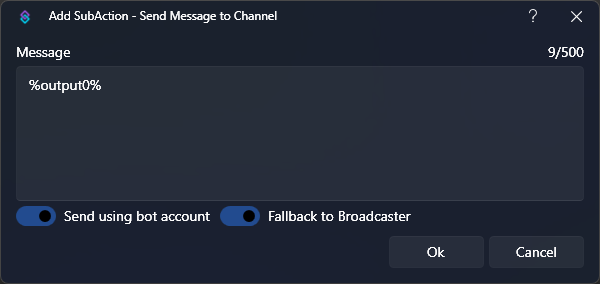 Add SubAction - Send Message to Channel
?
Message 9/500
%output0%
Send using bot account Fallback to Broadcaster
Ok Cancel